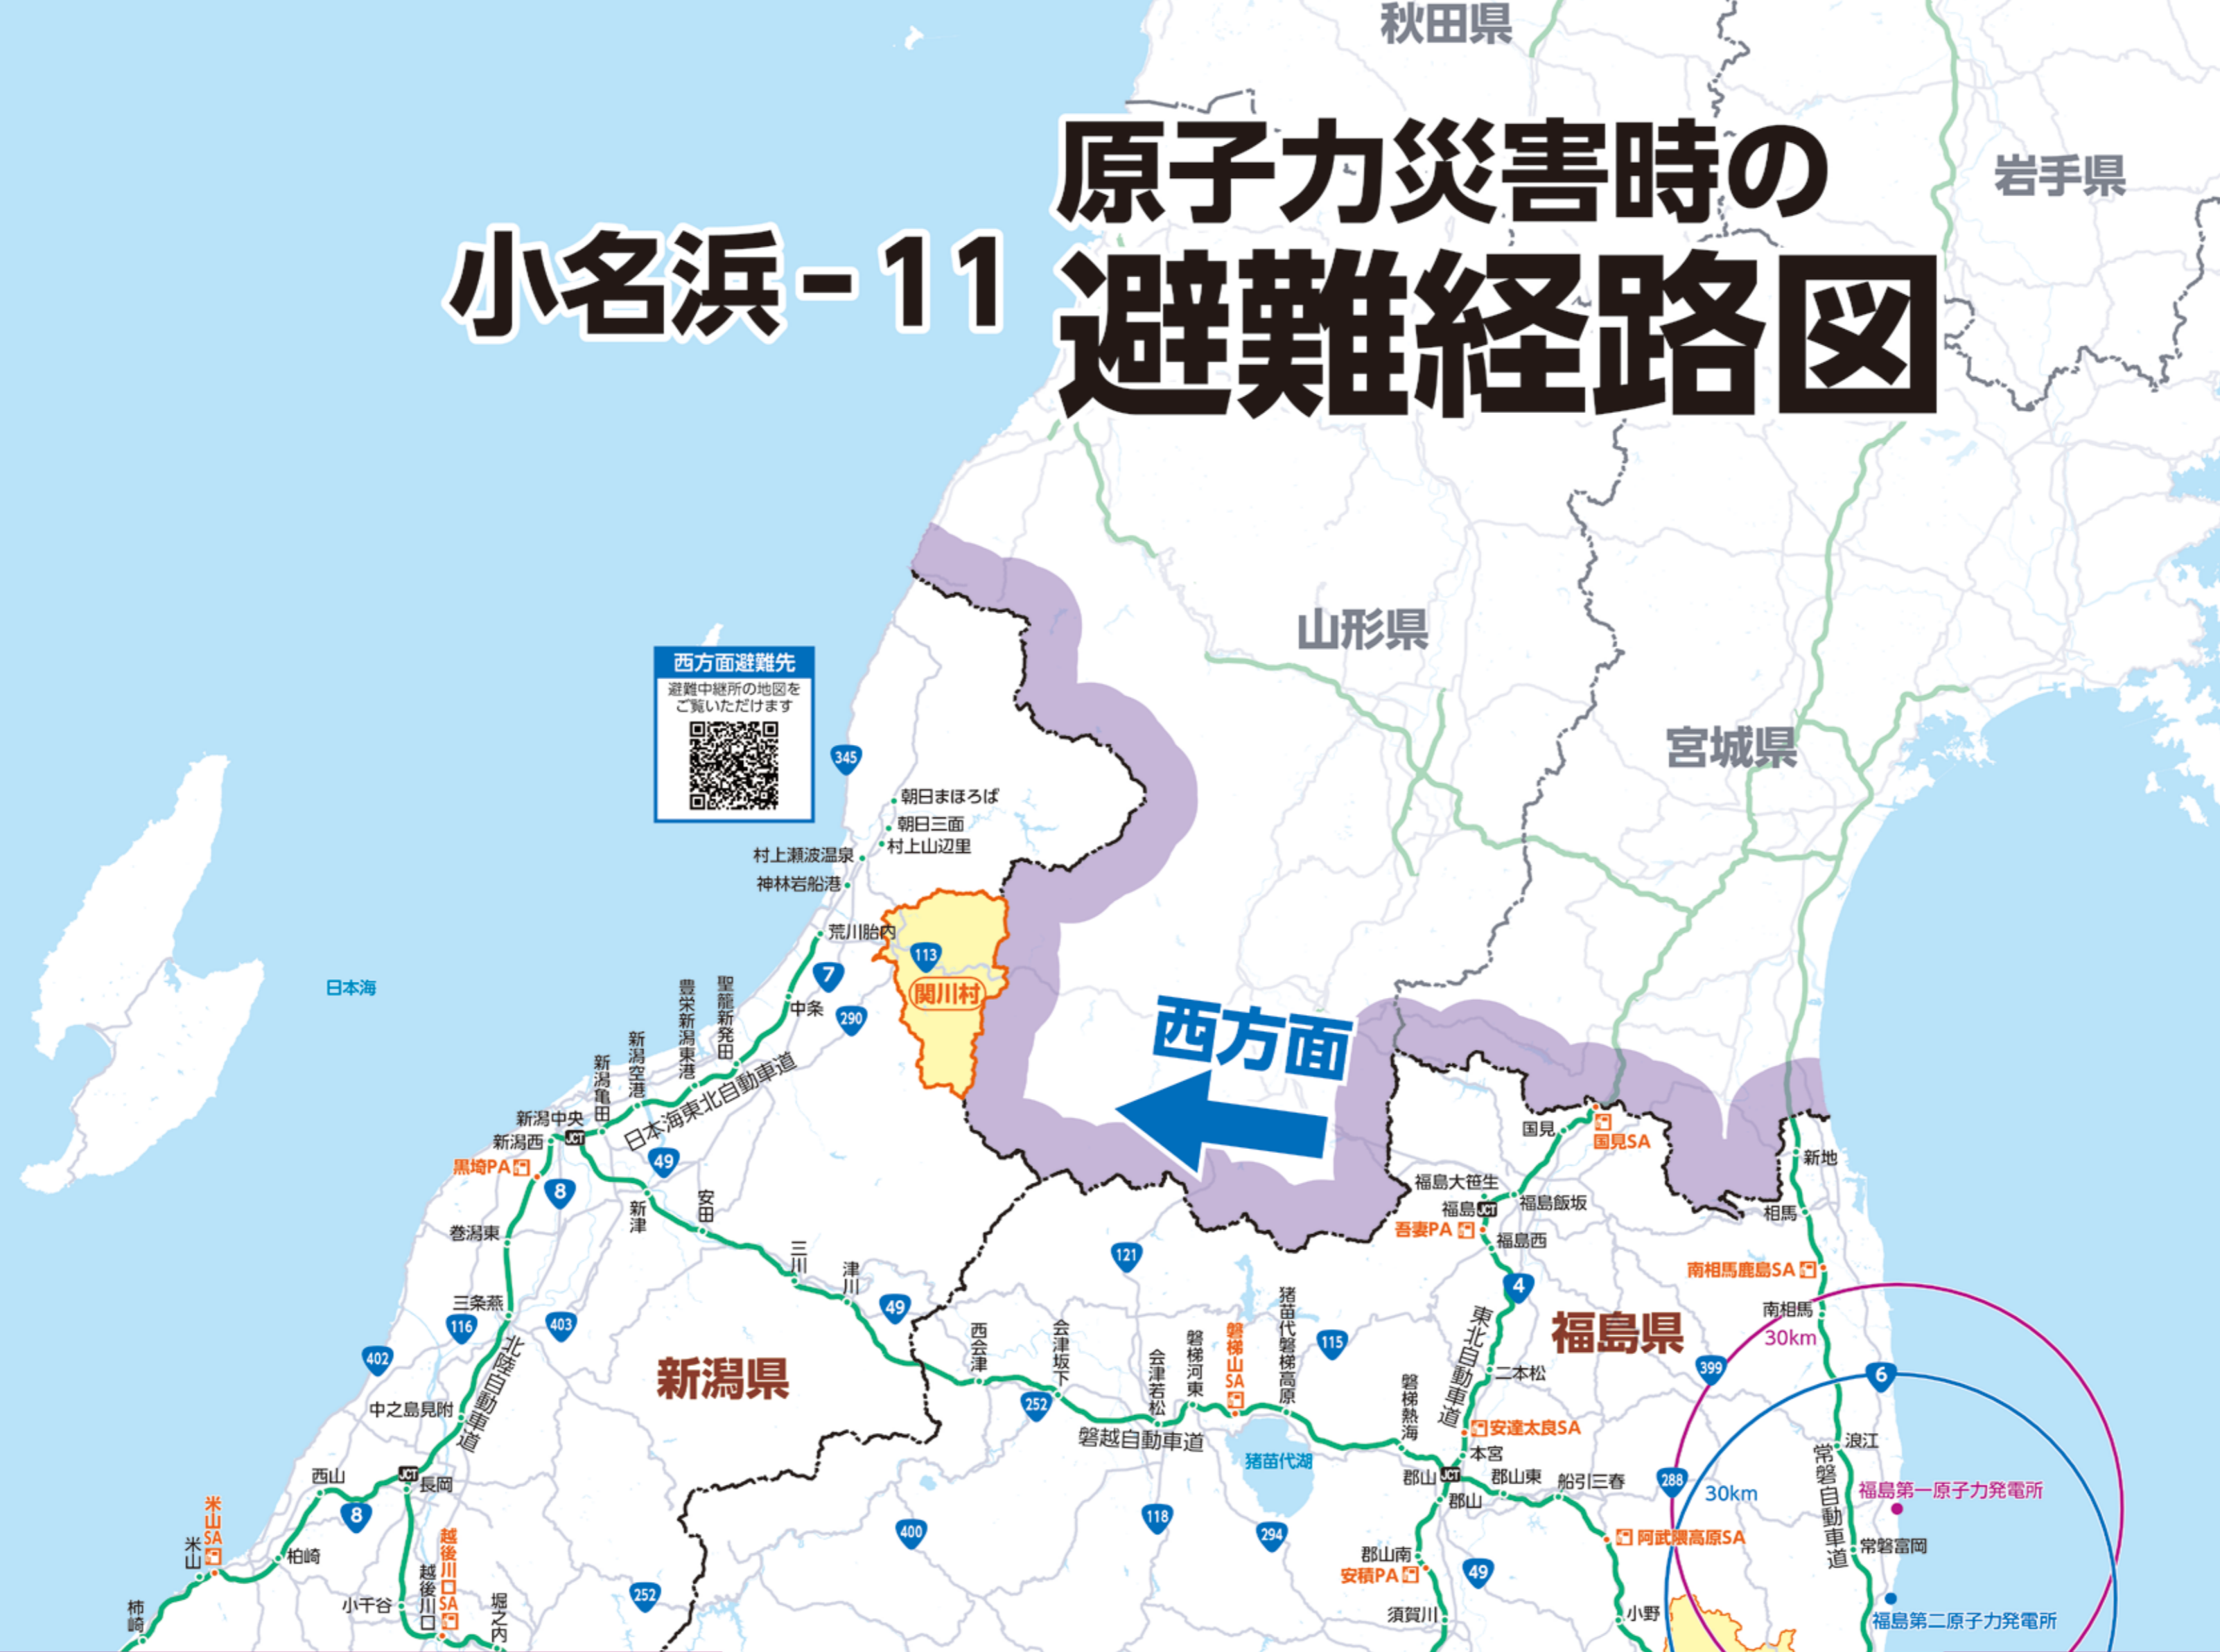 秋田県
原子力災害時の
岩手県
小名浜-11
避難経路図
山形県
西方面避難先
避難中継所の地図を
ご覧いただけます
宮城県
345
朝日まほろば
朝日三面
村上山辺里
村上瀬波温泉
神林岩船港
荒川胎内
113
7
関川村
日本海
中条
290
聖籠新発田
豊栄新潟東港
新潟空港
新潟亀田
西方面
日本海東北自動車道
新潟中央
JCT
新潟西
黒埼PA
49
8
新津
安田
巻潟東
三川
津川
49
三条燕
116
403
402
北陸自動車道
新潟県
中之島見附
西山
JCT
長岡
8
米山SA
米山
柏崎
柿崎
小千谷
越後川口
越後川口SA
堀之内
252
国見
国見SA
新地
福島大笹生
福島JCT
福島飯坂
相馬
吾妻PA
福島西
121
4
南相馬鹿島SA
南相馬
30km
福島県
東北自動車道
115
399
6
西会津
会津坂下
252
会津若松
磐梯河東
磐梯山SA
猪苗代磐梯高原
磐越自動車道
猪苗代湖
磐梯熱海
二本松
安達太良SA
本宮
郡山JCT
郡山東
船引三春
郡山
288
30km
浪江
常磐自動車道
福島第一原子力発電所
400
118
294
阿武隈高原SA
常磐富岡
郡山南
安積PA
49
須賀川
小野
福島第二原子力発電所